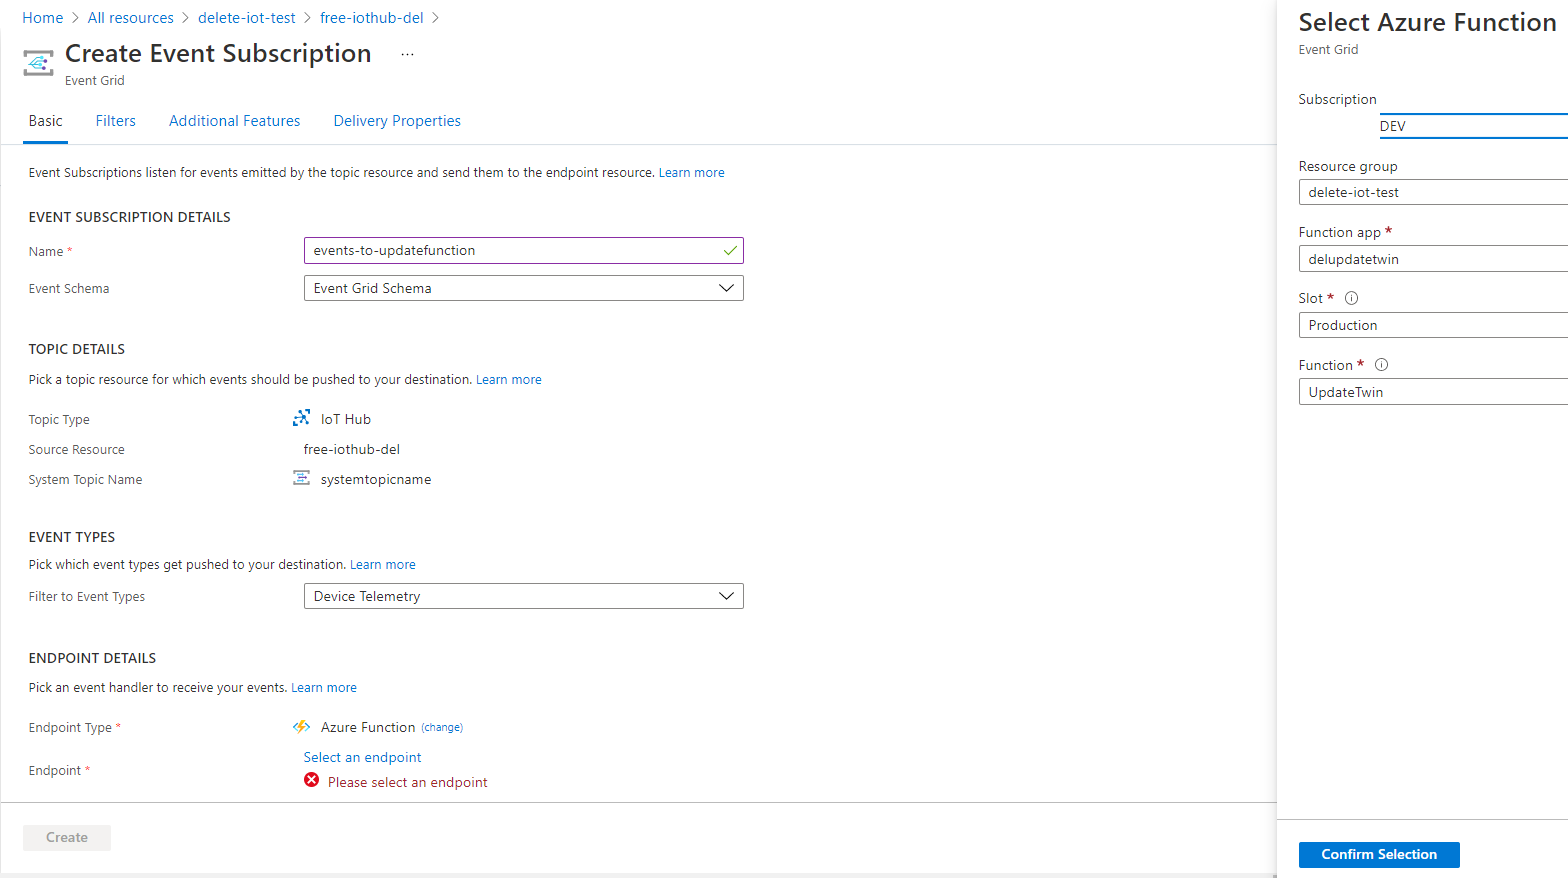 Home > All resources > delete-iot-test > free-iothub-del >
Create Event Subscription ...
Event Grid
Basic Filters Additional Features Delivery Properties
Event Subscriptions listen for events emitted by the topic resource and send them to the endpoint resource. Learn more
EVENT SUBSCRIPTION DETAILS
Name *
events-to-updatefunction
Event Schema
Event Grid Schema
TOPIC DETAILS
Pick a topic resource for which events should be pushed to your destination. Learn more
Topic Type
IoT Hub
Source Resource
free-iothub-del
System Topic Name
systemtopicname
EVENT TYPES
Pick which event types get pushed to your destination. Learn more
Filter to Event Types
Device Telemetry
ENDPOINT DETAILS
Pick an event handler to receive your events. Learn more
Endpoint Type *
Azure Function (change)
Endpoint *
Select an endpoint
Please select an endpoint
Create
Select Azure Function
Event Grid
Subscription
DEV
Resource group
delete-iot-test
Function app *
delupdatetwin
Slot *
Production
Function *
UpdateTwin
Confirm Selection